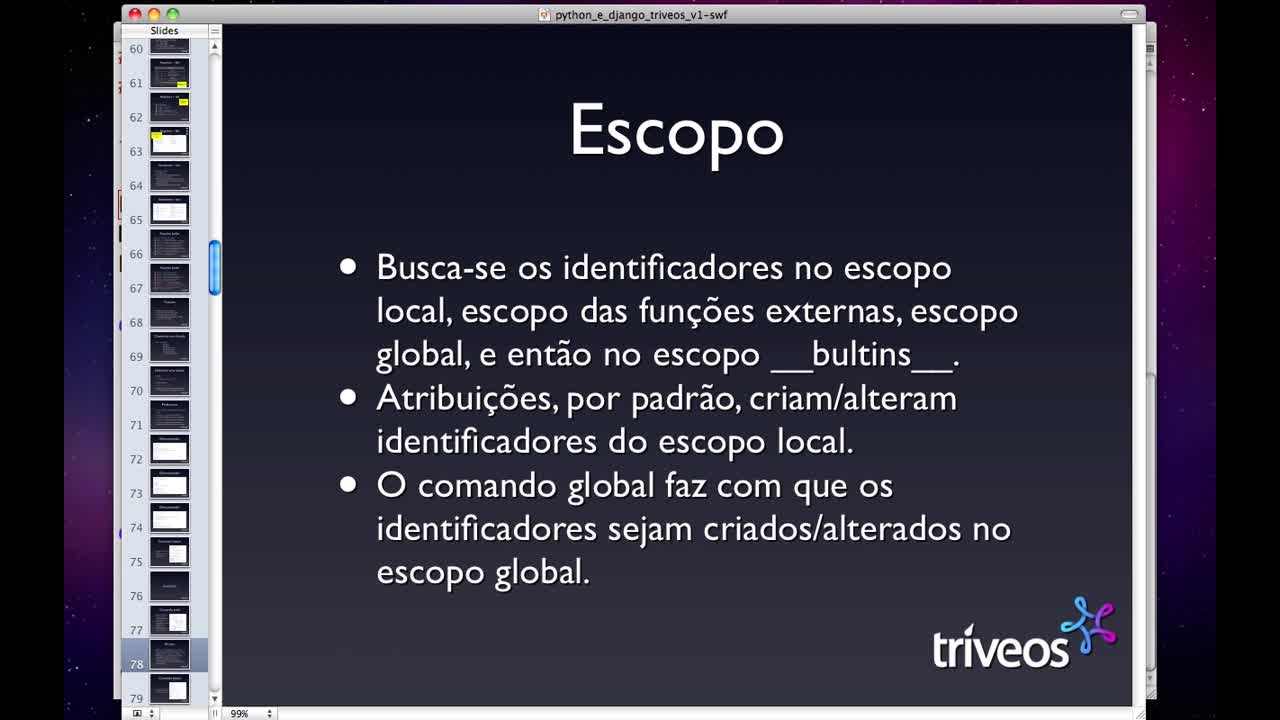 python_e_django_triveos_v1-swf
Slides
60
61
62
63
64
65
66
67
68
69
70
71
72
73
74
75
76
77
78
79
Escopo
• Busca-se os identificadores no escopo
local, escopo das funções externas, escopo
global, e então no escopo __bultins__.
• Atribuições, por padrão, criam/alteram
identificadores do escopo local.
• O comando global faz com que os
identificadores sejam criados/alterados no
escopo global.
triveos
99%